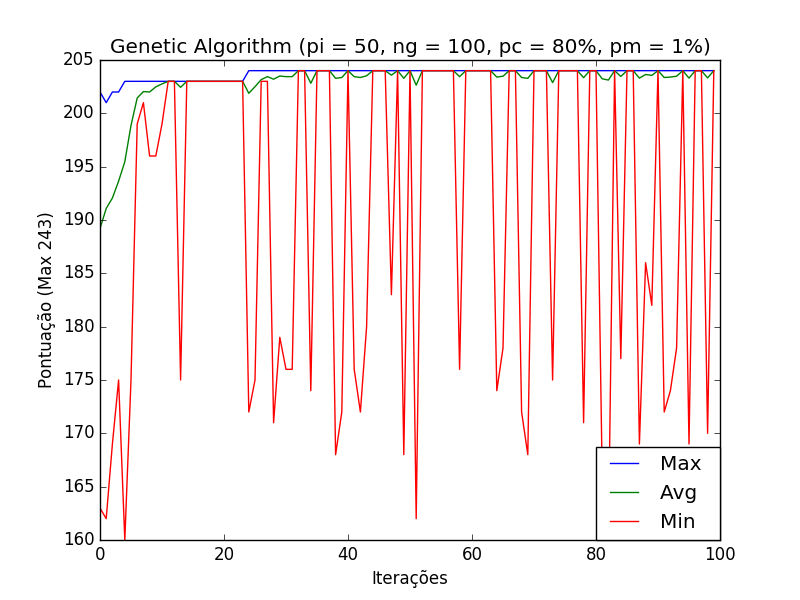 Genetic Algorithm (pi = 50, ng = 100, pc = 80%, pm = 1%)
205
200
195
190
185
180
175
170
165
160
Pontuação (Max 243)
0 20 40 60 80 100
Iterações
Max
Avg
Min